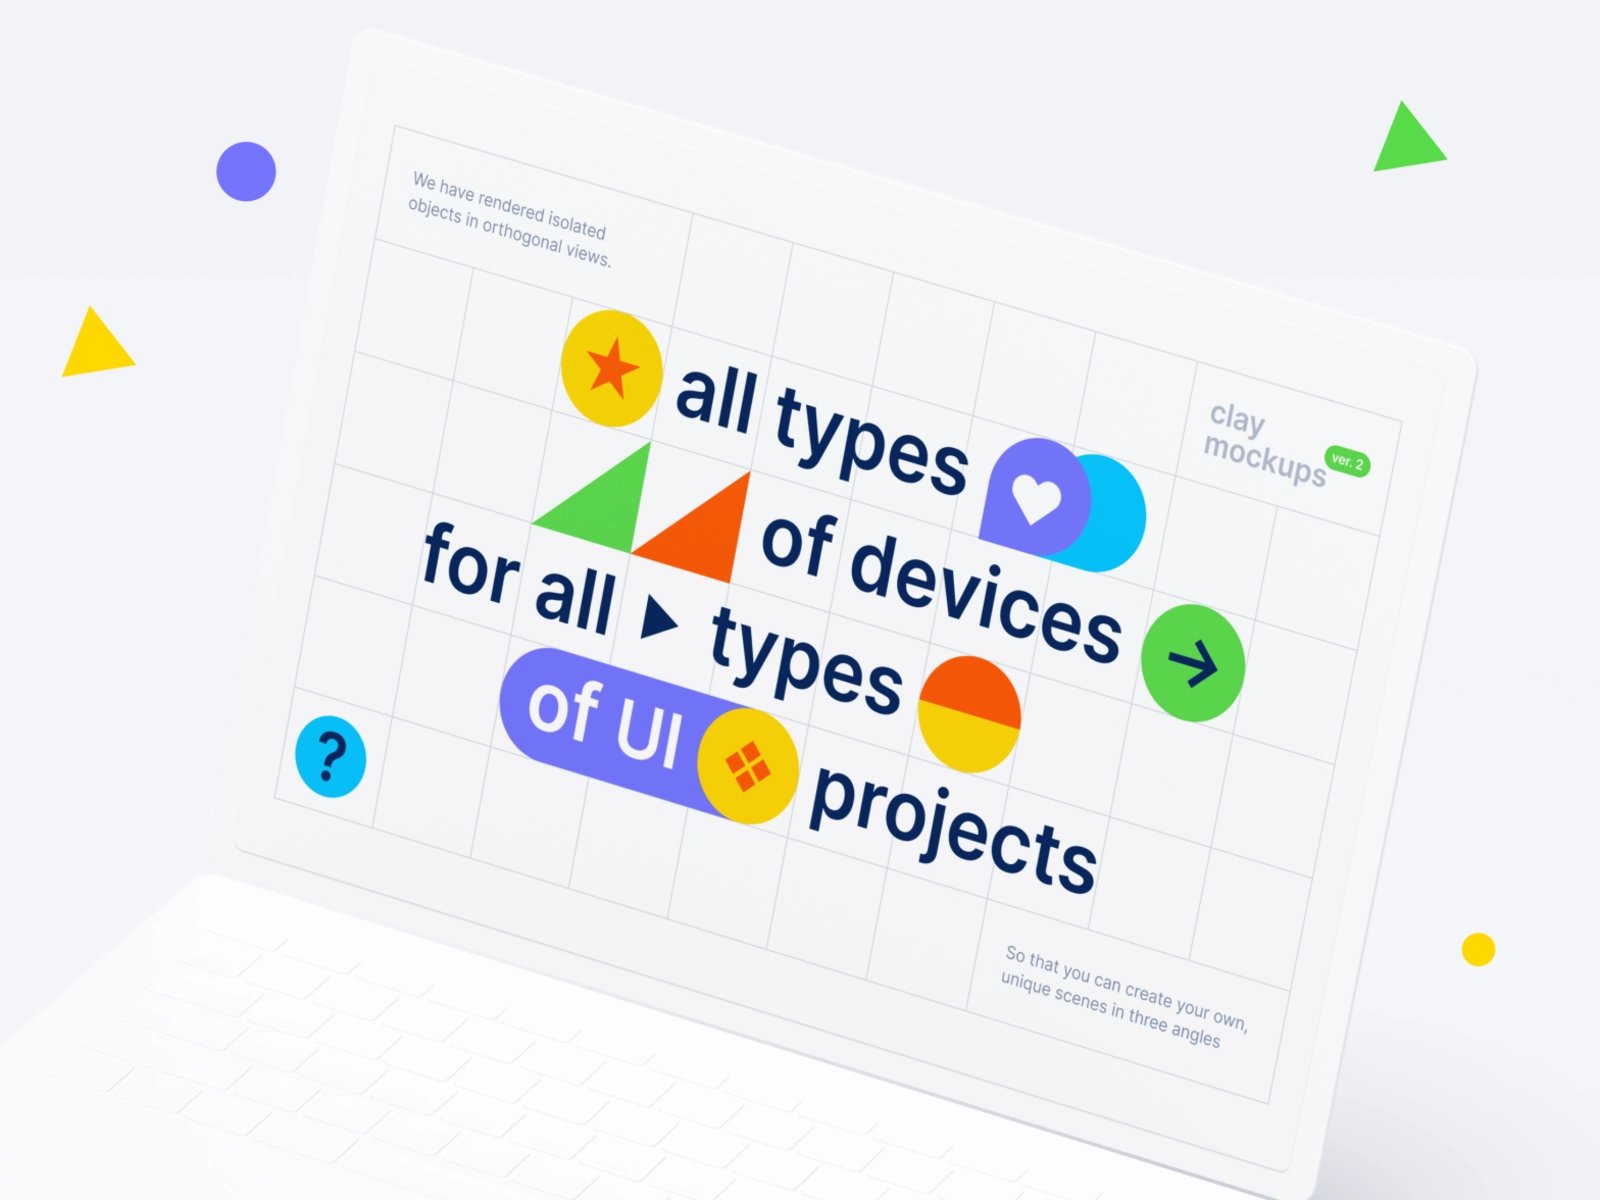 We have rendered isolated
objects in orthogonal views.
clay
mockups
ver. 2
all types
of devices
for all types
of UI projects
?
So that you can create your own,
unique scenes in three angles